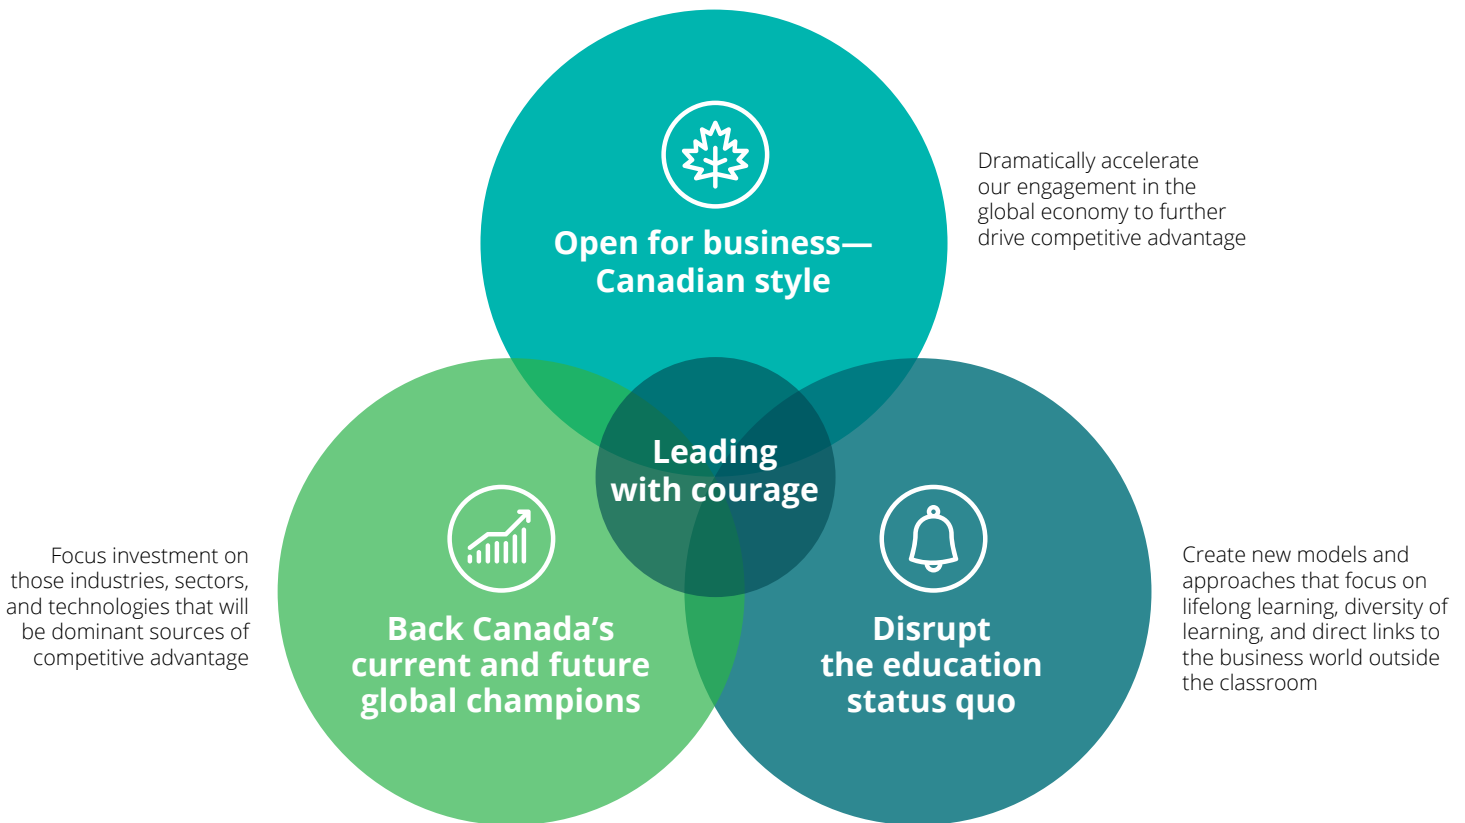 Open for business—
Canadian style
Dramatically accelerate
our engagement in the
global economy to further
drive competitive advantage
Leading
with courage
Focus investment on
those industries, sectors,
and technologies that will
be dominant sources of
competitive advantage
Back Canada’s
current and future
global champions
Disrupt
the education
status quo
Create new models and
approaches that focus on
lifelong learning, diversity of
learning, and direct links to
the business world outside
the classroom